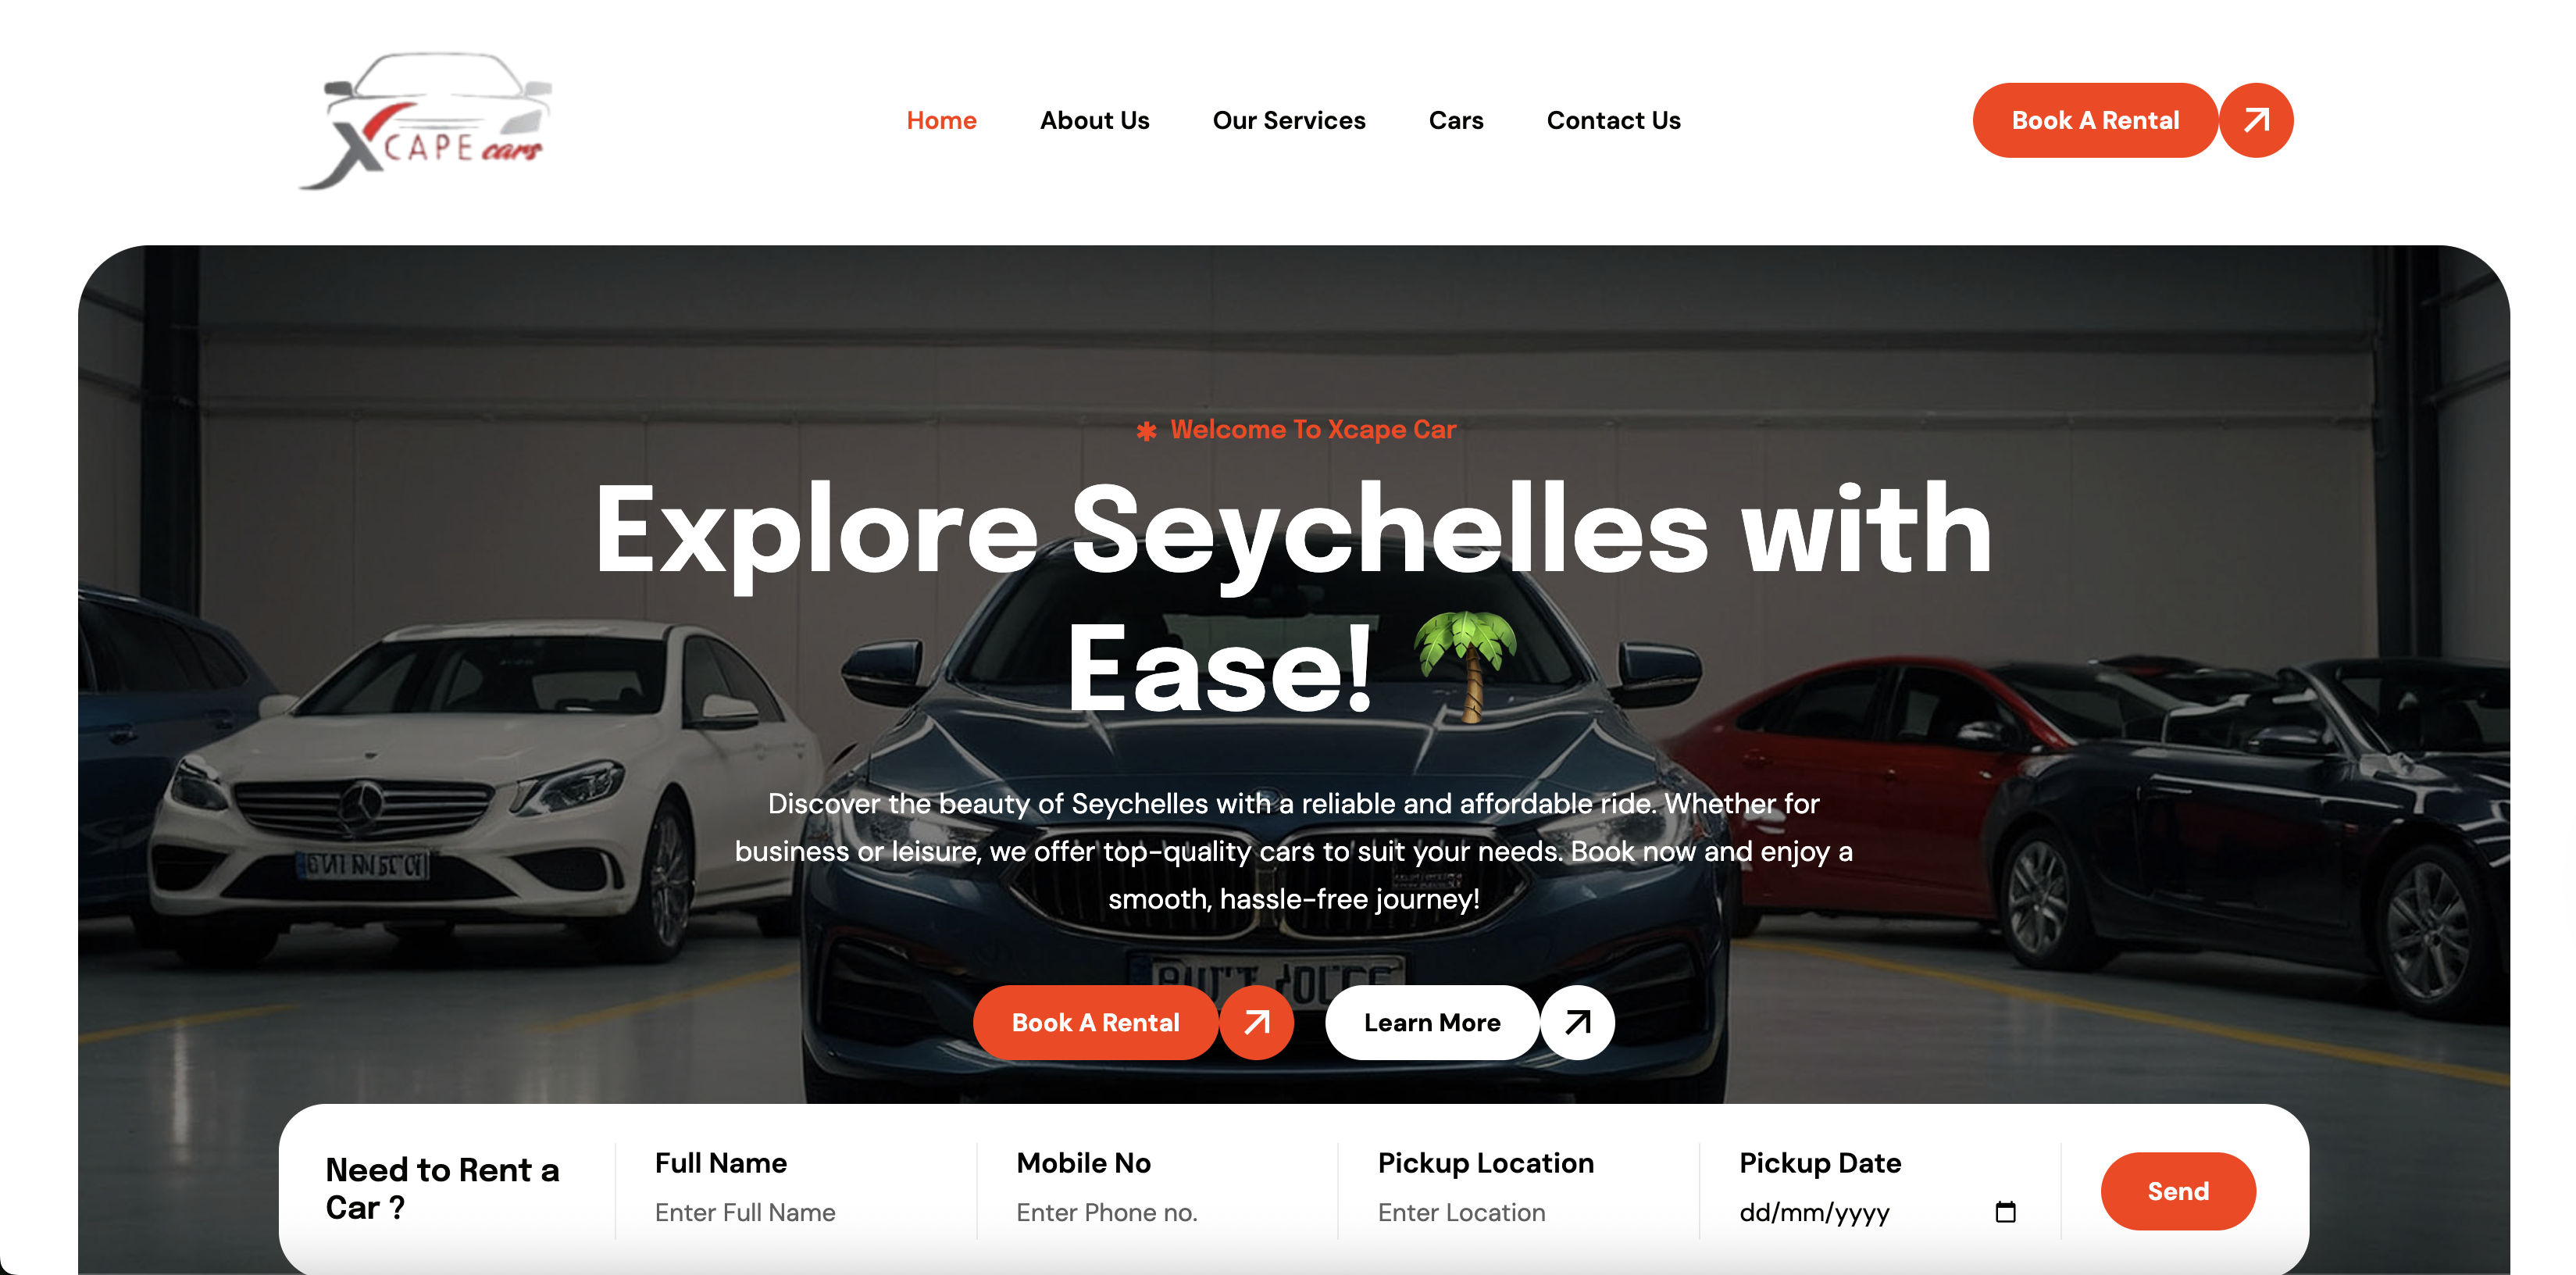 XCAPE cars
Home
About Us
Our Services
Cars
Contact Us
Book A Rental
Welcome To Xcape Car
Explore Seychelles with
Ease! 🌴
Discover the beauty of Seychelles with a reliable and affordable ride. Whether for
business or leisure, we offer top-quality cars to suit your needs. Book now and enjoy a
smooth, hassle-free journey!
Book A Rental
Learn More
Need to Rent a
Car ?
Full Name
Enter Full Name
Mobile No
Enter Phone no.
Pickup Location
Enter Location
Pickup Date
dd/mm/yyyy
Send